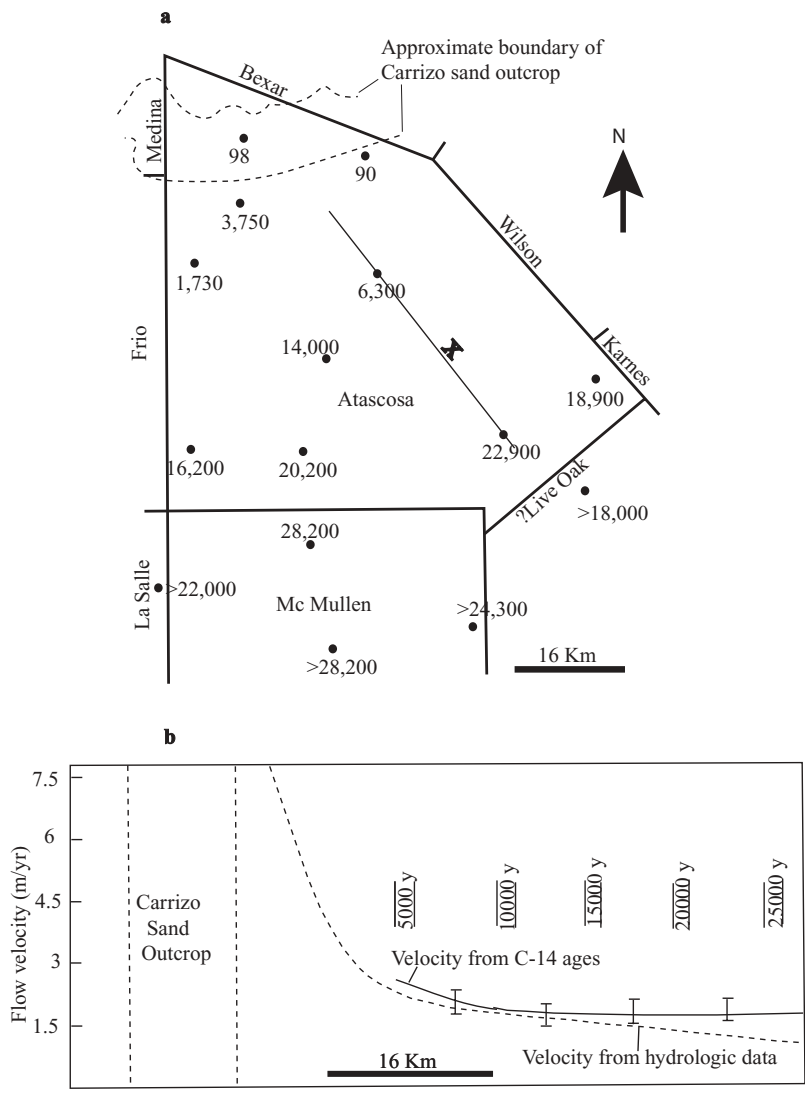 a
Approximate boundary of
Carrizo sand outcrop
Bexar
Medina
98
90
N
3,750
Wilson
1,730
6,300
Frio
14,000
X
Karnes
Atascosa
18,900
16,200
20,200
22,900
?Live Oak
>18,000
28,200
La Salle
>22,000
Mc Mullen
>24,300
>28,200
16 Km
b
Flow velocity (m/yr)
7.5
6
4.5
3
1.5
Carrizo
Sand
Outcrop
5000 y
10000 y
15000 y
20000 y
25000 y
Velocity from C-14 ages
Velocity from hydrologic data
16 Km